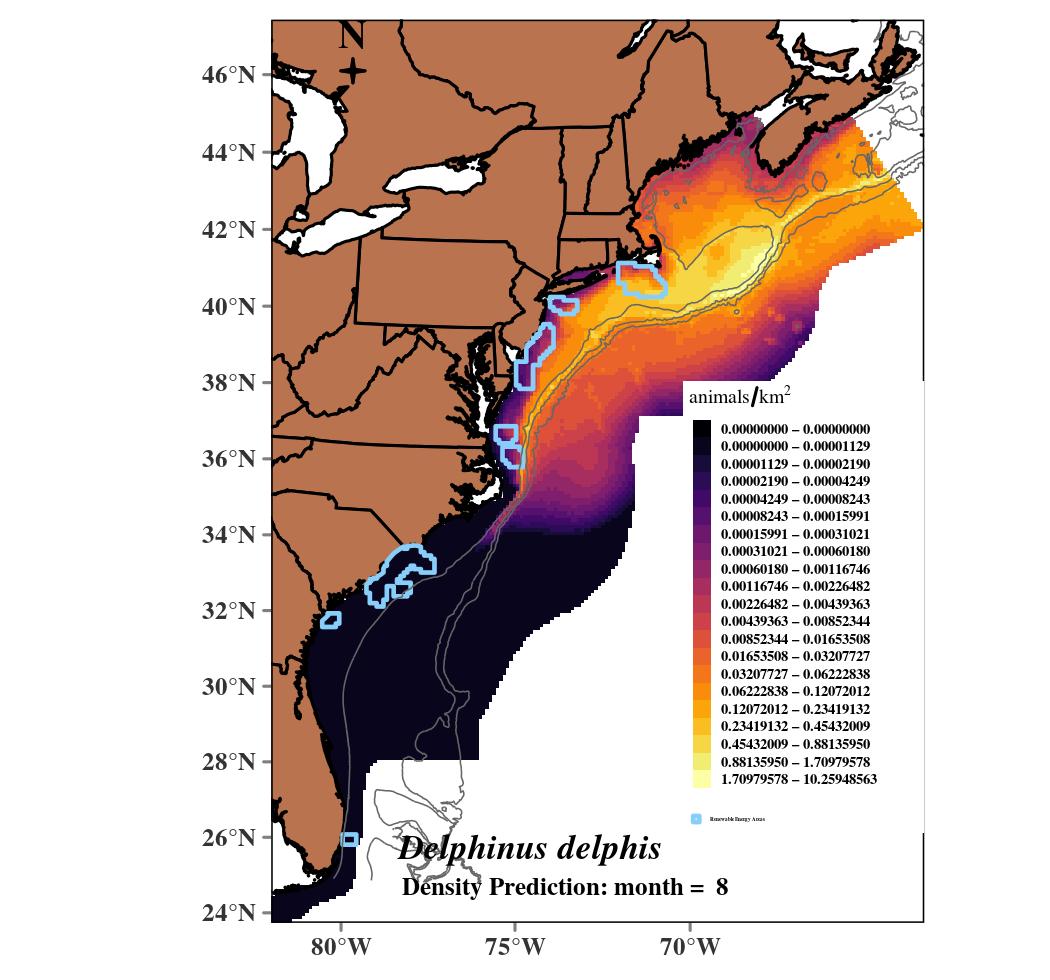 N
46°N
44°N
42°N
40°N
38°N
36°N
34°N
32°N
30°N
28°N
26°N
24°N
80°W
75°W
70°W
animals/km²
0.00000000 – 0.00000000
0.00000000 – 0.00001129
0.00001129 – 0.00002190
0.00002190 – 0.00004249
0.00004249 – 0.00008243
0.00008243 – 0.00015991
0.00015991 – 0.00031021
0.00031021 – 0.00060180
0.00060180 – 0.00116746
0.00116746 – 0.00226482
0.00226482 – 0.00439363
0.00439363 – 0.00852344
0.00852344 – 0.01653508
0.01653508 – 0.03207727
0.03207727 – 0.06222838
0.06222838 – 0.12072012
0.12072012 – 0.23419132
0.23419132 – 0.45432009
0.45432009 – 0.88135950
0.88135950 – 1.70979578
1.70979578 – 10.25948563
Renewable Energy Areas
Delphinus delphis
Density Prediction: month = 8